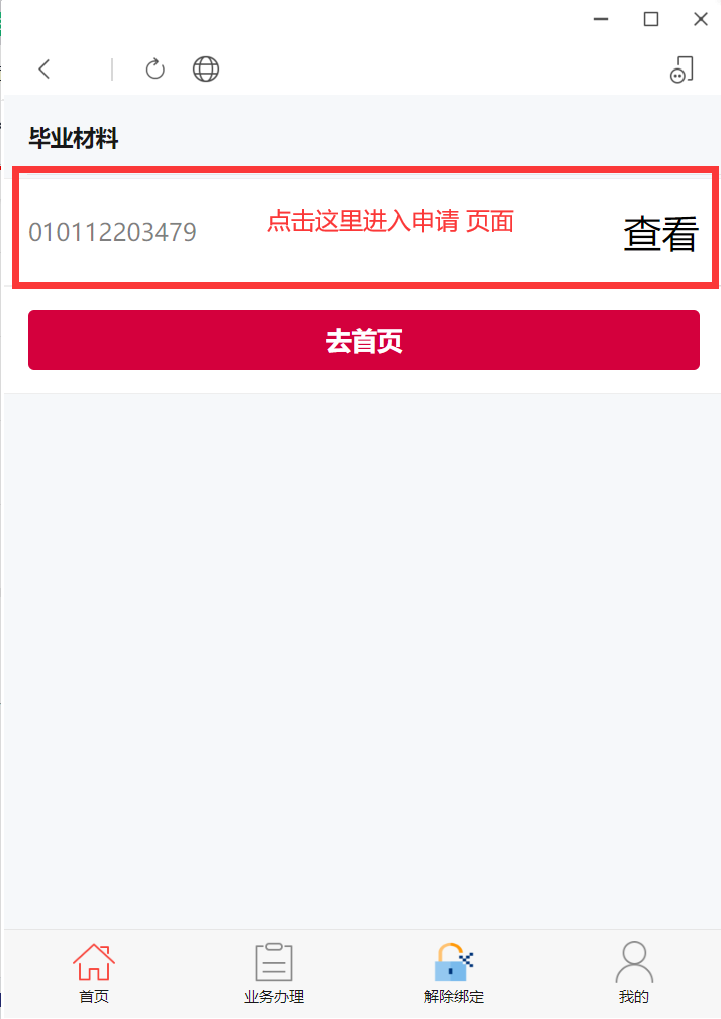 毕业材料
点击这里进入申请 页面
010112203479
查看
去首页
首页
业务办理
解除绑定
我的